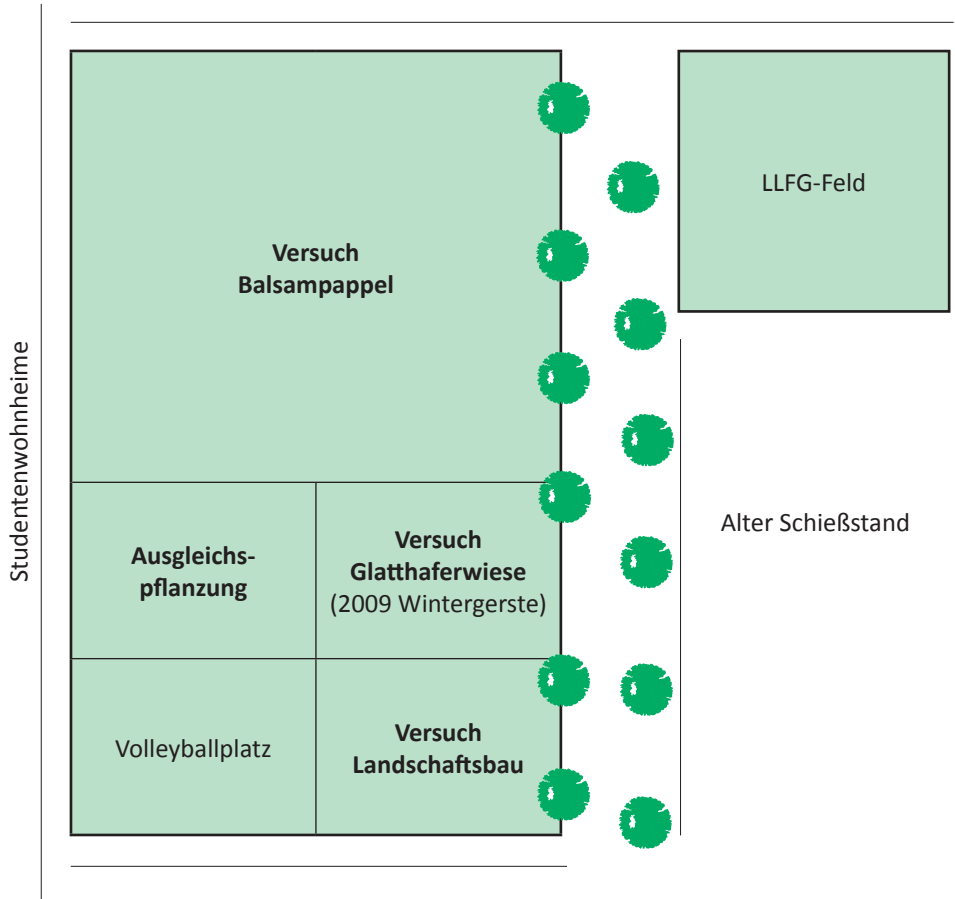 Studentenwohnheime
Versuch
Balsampappel
LLFG-Feld
Ausgleichs-
pflanzung
Versuch
Glatthaferwiese
(2009 Wintergerste)
Alter Schießstand
Volleyballplatz
Versuch
Landschaftsbau